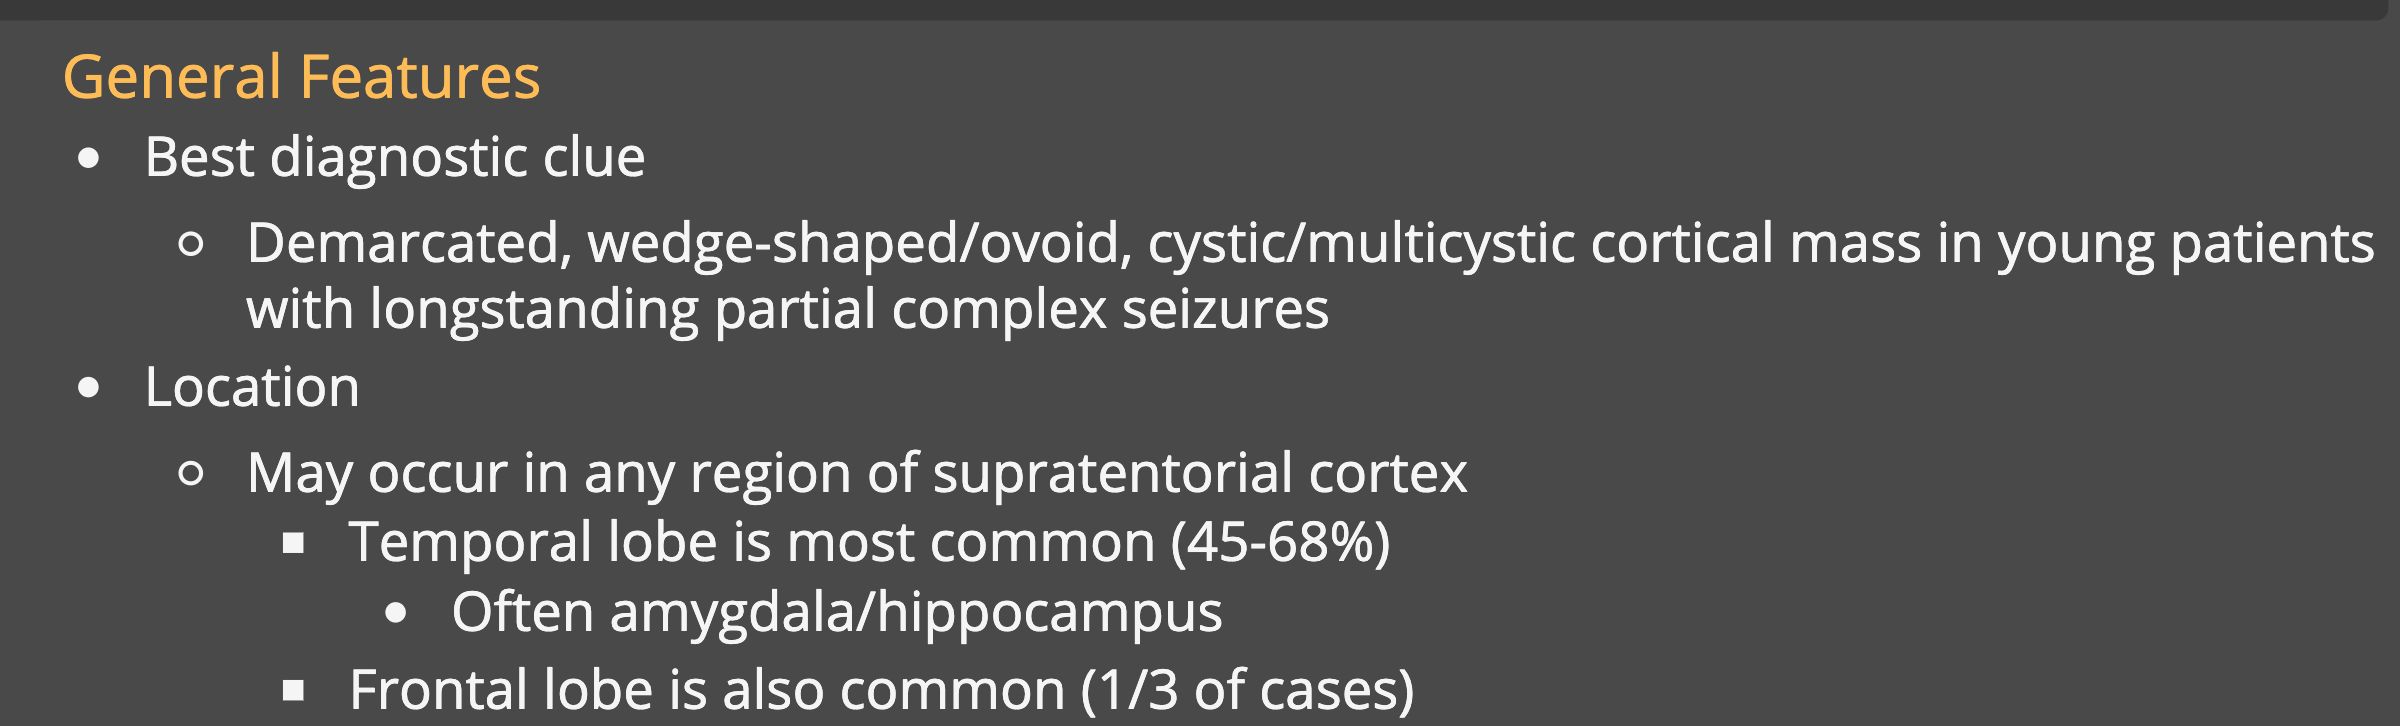 General Features
• Best diagnostic clue
○ Demarcated, wedge-shaped/ovoid, cystic/multicystic cortical mass in young patients
with longstanding partial complex seizures
• Location
○ May occur in any region of supratentorial cortex
▪ Temporal lobe is most common (45-68%)
• Often amygdala/hippocampus
▪ Frontal lobe is also common (1/3 of cases)